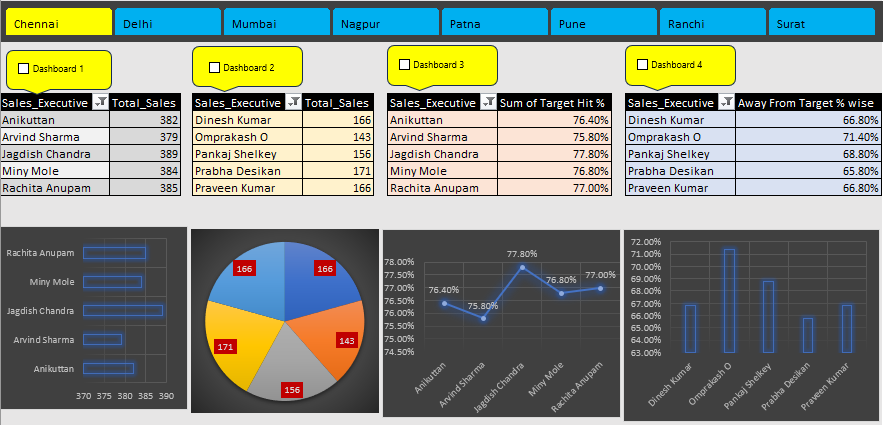 Chennai Delhi Mumbai Nagpur Patna Pune Ranchi Surat
Dashboard 1
Sales_Executive Total_Sales
Anikuttan 382
Arvind Sharma 379
Jagdish Chandra 389
Miny Mole 384
Rachita Anupam 385
Dashboard 2
Sales_Executive Total_Sales
Dinesh Kumar 166
Omprakash O 143
Pankaj Shelkey 156
Prabha Desikan 171
Praveen Kumar 166
Dashboard 3
Sales_Executive Sum of Target Hit %
Anikuttan 76.40%
Arvind Sharma 75.80%
Jagdish Chandra 77.80%
Miny Mole 76.80%
Rachita Anupam 77.00%
Dashboard 4
Sales_Executive Away From Target % wise
Dinesh Kumar 66.80%
Omprakash O 71.40%
Pankaj Shelkey 68.80%
Prabha Desikan 65.80%
Praveen Kumar 66.80%
Rachita Anupam
Miny Mole
Jagdish Chandra
Arvind Sharma
Anikuttan
370 375 380 385 390
166
166
143
156
171
78.00%
77.50%
77.00%
76.50%
76.00%
75.50%
75.00%
74.50%
76.40%
75.80%
77.80%
76.80%
77.00%
Anikuttan
Arvind Sharma
Jagdish Chandra
Miny Mole
Rachita Anupam
72.00%
71.00%
70.00%
69.00%
68.00%
67.00%
66.00%
65.00%
64.00%
63.00%
Dinesh Kumar
Omprakash O
Pankaj Shelkey
Prabha Desikan
Praveen Kumar